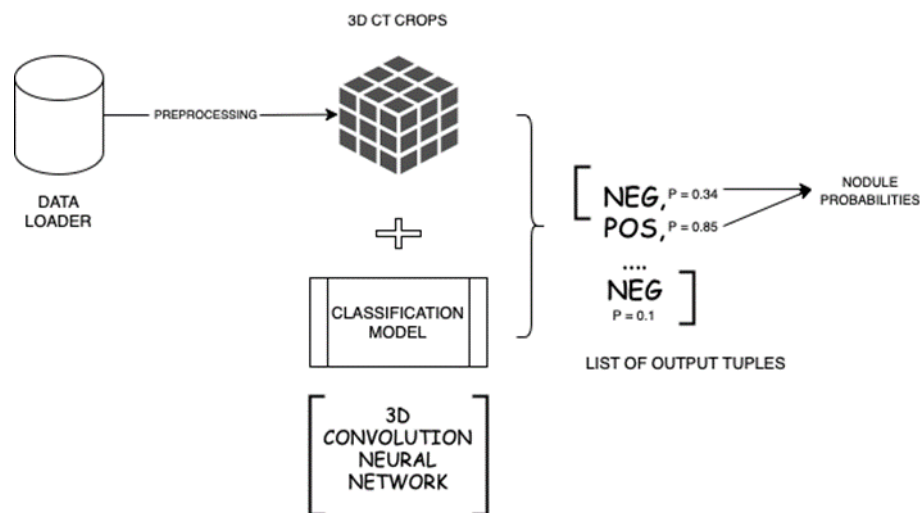 3D CT CROPS
PREPROCESSING
DATA
LOADER
CLASSIFICATION
MODEL
3D
CONVOLUTION
NEURAL
NETWORK
NEG, P = 0.34
POS, P = 0.85
....
NEG
P = 0.1
LIST OF OUTPUT TUPLES
NODULE
PROBABILITIES